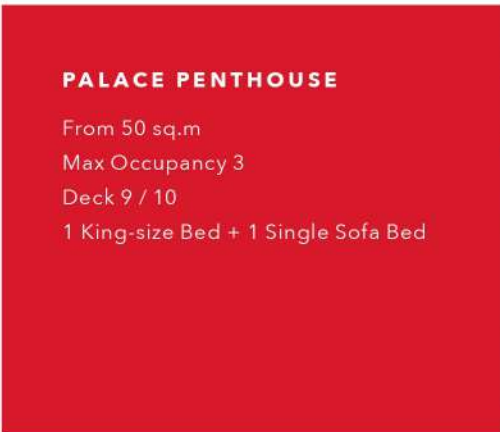 PALACE PENTHOUSE
From 50 sq.m
Max Occupancy 3
Deck 9 / 10
1 King-size Bed + 1 Single Sofa Bed